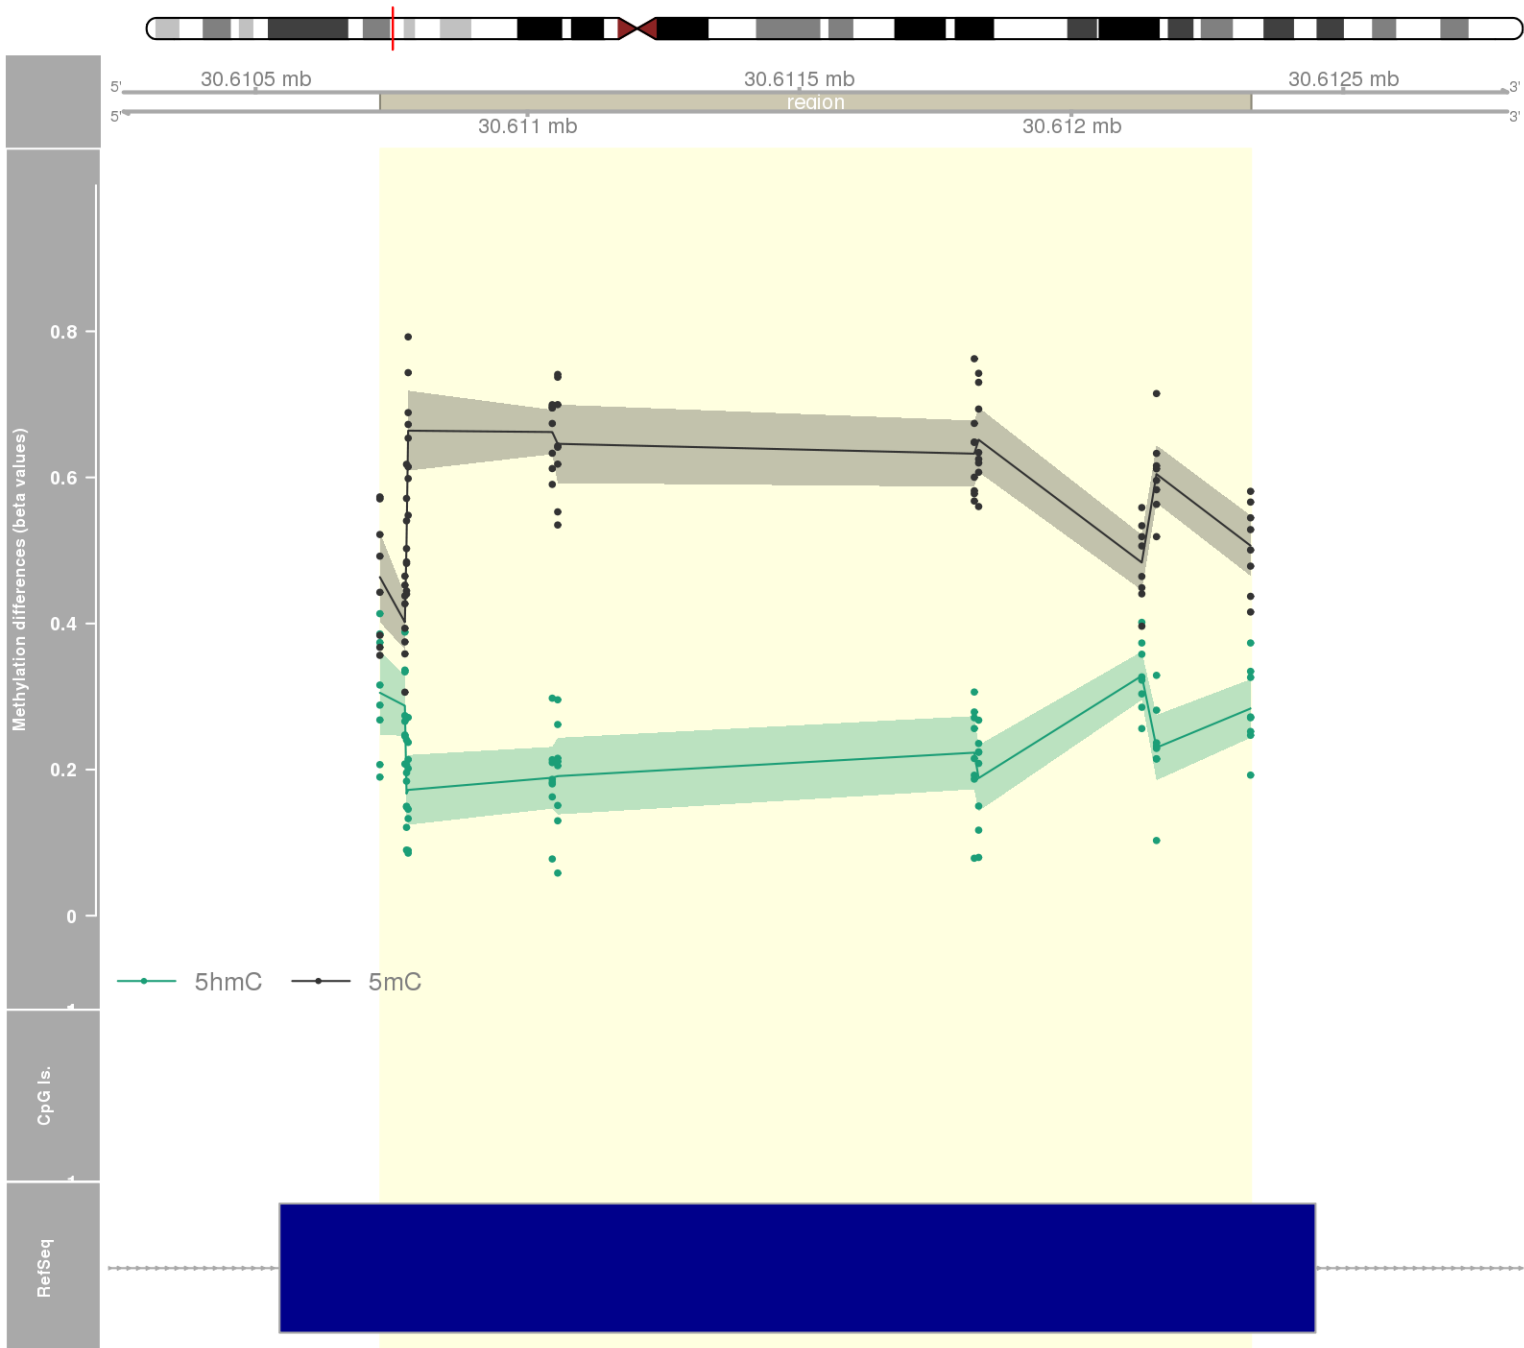 30.6105 mb
30.6115 mb
30.6125 mb
5'
3'
region
5'
3'
30.611 mb
30.612 mb
Methylation differences (beta values)
0.8
0.6
0.4
0.2
0
5hmC
5mC
CpG Is.
RefSeq